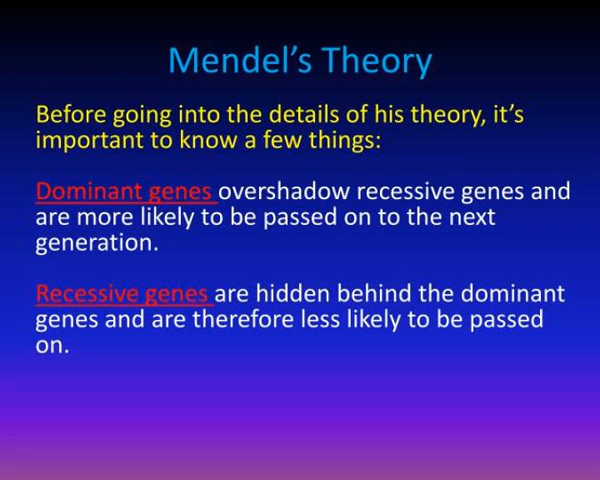 Mendel’s Theory
Before going into the details of his theory, it’s
important to know a few things:
Dominant genes overshadow recessive genes and
are more likely to be passed on to the next
generation.
Recessive genes are hidden behind the dominant
genes and are therefore less likely to be passed
on.